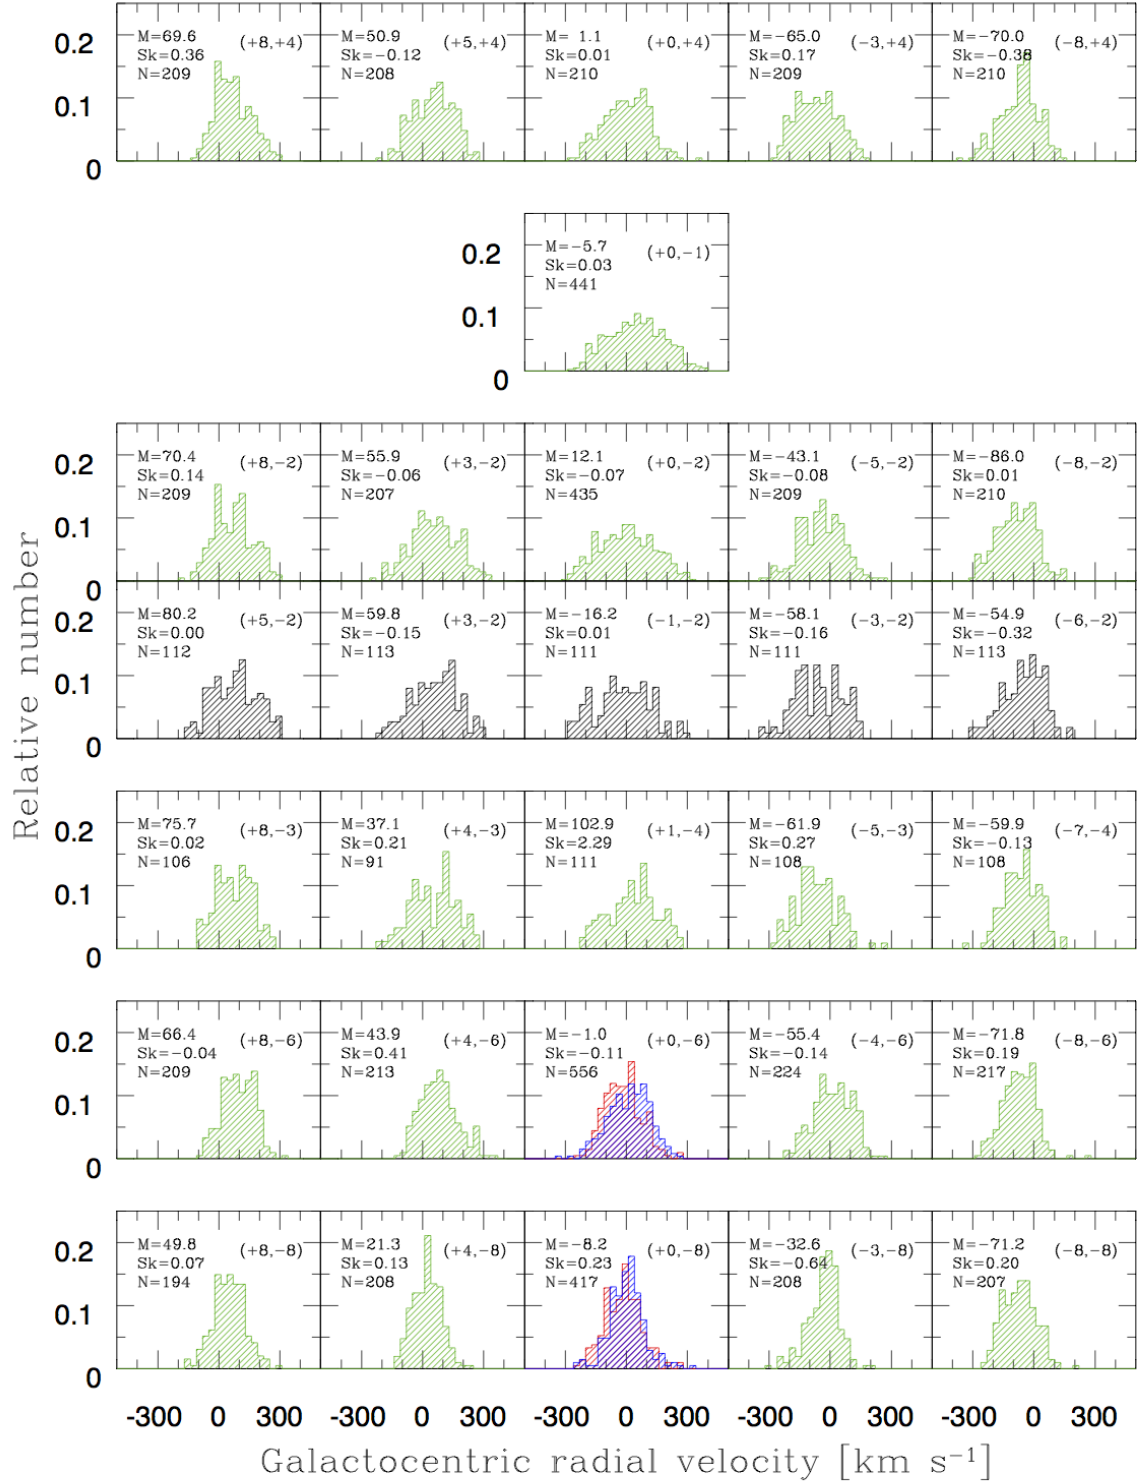 0.2 M=69.6 (+8,+4) M=50.9 (+5,+4) M= 1.1 (+0,+4) M=−65.0 (−3,+4) M=−70.0 (−8,+4)
Sk=0.36 Sk=−0.12 Sk=0.01 Sk=0.17 Sk=−0.38
N=209 N=208 N=210 N=209 N=210
0.1
0
0.2 M=−5.7 (+0,−1)
Sk=0.03
N=441
0.1
0
0.2 M=70.4 (+8,−2) M=55.9 (+3,−2) M=12.1 (+0,−2) M=−43.1 (−5,−2) M=−86.0 (−8,−2)
Sk=0.14 Sk=−0.06 Sk=−0.07 Sk=−0.08 Sk=0.01
N=209 N=207 N=435 N=209 N=210
0.1
0
0.2 M=80.2 (+5,−2) M=59.8 (+3,−2) M=−16.2 (−1,−2) M=−58.1 (−3,−2) M=−54.9 (−6,−2)
Sk=0.00 Sk=−0.15 Sk=0.01 Sk=−0.16 Sk=−0.32
N=112 N=113 N=111 N=111 N=113
0.1
0
0.2 M=75.7 (+8,−3) M=37.1 (+4,−3) M=102.9 (+1,−4) M=−61.9 (−5,−3) M=−59.9 (−7,−4)
Sk=0.02 Sk=0.21 Sk=2.29 Sk=0.27 Sk=−0.13
N=106 N=91 N=111 N=108 N=108
0.1
0
0.2 M=66.4 (+8,−6) M=43.9 (+4,−6) M=−1.0 (+0,−6) M=−55.4 (−4,−6) M=−71.8 (−8,−6)
Sk=−0.04 Sk=0.41 Sk=−0.11 Sk=−0.14 Sk=0.19
N=209 N=213 N=556 N=224 N=217
0.1
0
0.2 M=49.8 (+8,−8) M=21.3 (+4,−8) M=−8.2 (+0,−8) M=−32.6 (−3,−8) M=−71.2 (−8,−8)
Sk=0.07 Sk=0.13 Sk=0.23 Sk=−0.64 Sk=0.20
N=194 N=208 N=417 N=208 N=207
0.1
0
-300 0 300 -300 0 300 -300 0 300 -300 0 300 -300 0 300
Galactocentric radial velocity [km s⁻¹]
Relative number